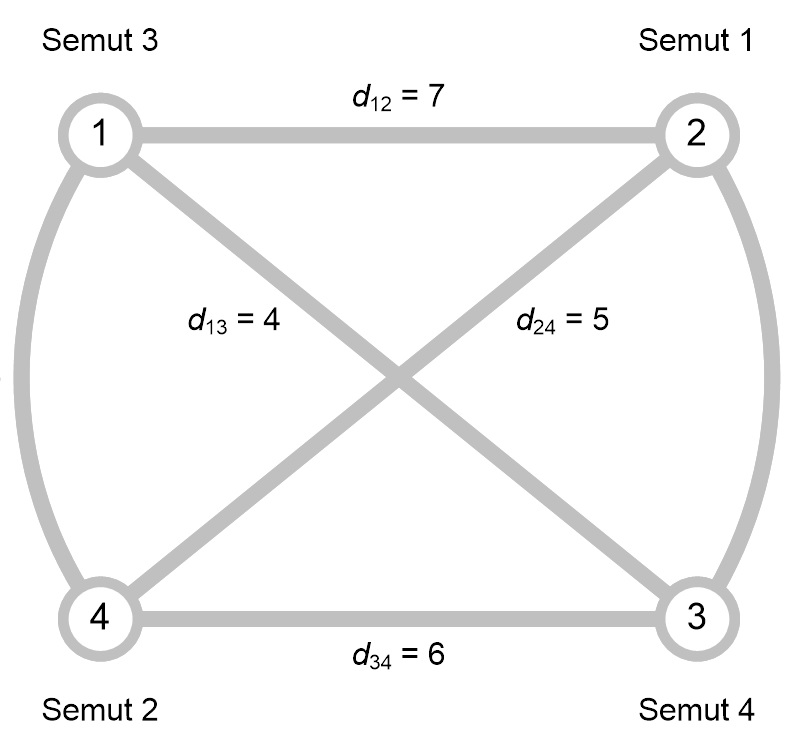 Semut 3
Semut 1
d₁₂ = 7
1
2
d₁₃ = 4
d₂₄ = 5
4
3
d₃₄ = 6
Semut 2
Semut 4